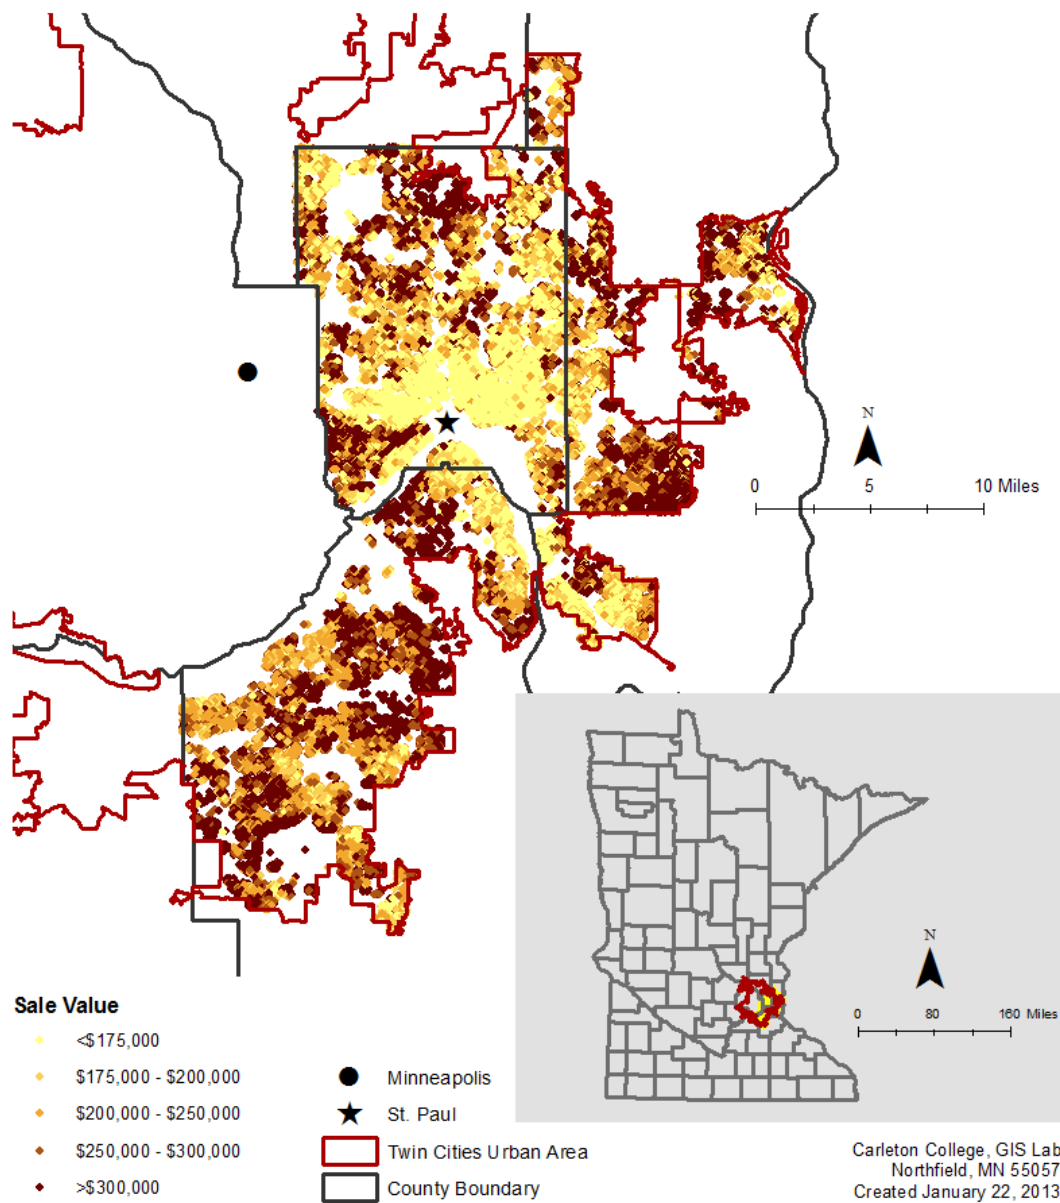 N
0 5 10 Miles
N
0 80 160 Miles
Sale Value
<$175,000
$175,000 - $200,000
$200,000 - $250,000
$250,000 - $300,000
>$300,000
Minneapolis
St. Paul
Twin Cities Urban Area
County Boundary
Carleton College, GIS Lab
Northfield, MN 55057
Created January 22, 2013